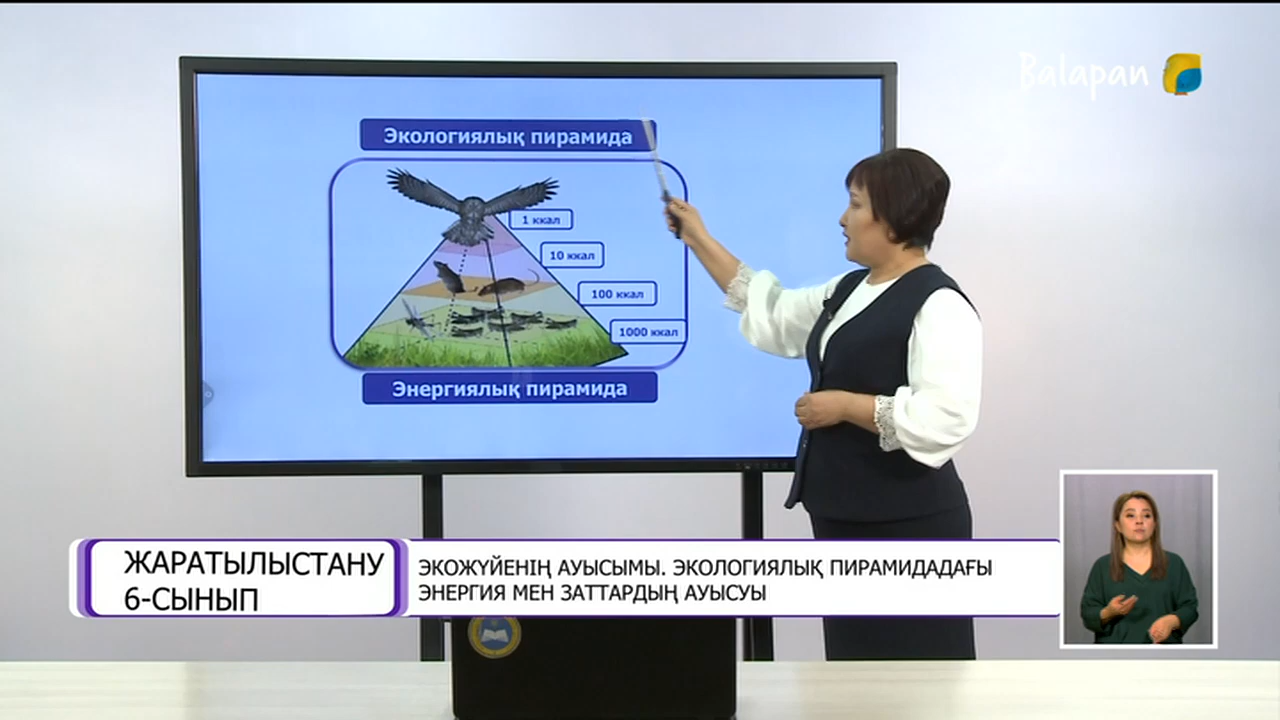 Balapan
Экологиялық пирамида
1 ккал
10 ккал
100 ккал
1000 ккал
Энергиялық пирамида
ЖАРАТЫЛЫСТАНУ
6-СЫНЫП
ЭКОЖҮЙЕНІҢ АУЫСЫМЫ. ЭКОЛОГИЯЛЫҚ ПИРАМИДАДАҒЫ
ЭНЕРГИЯ МЕН ЗАТТАРДЫҢ АУЫСУЫ